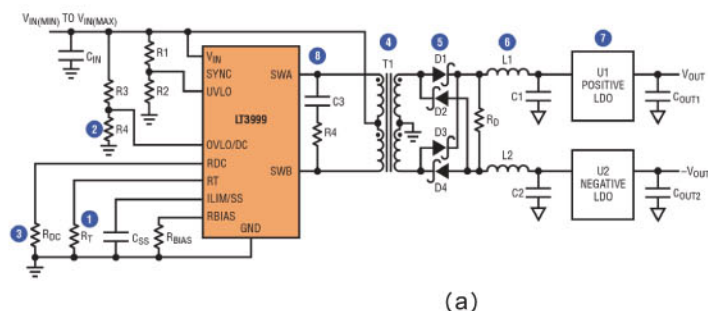 VIN(MIN) TO VIN(MAX)
CIN
R1
R3
R2
2
R4
VIN
SYNC
UVLO
LT3999
OVLO/DC
RDC
RT
ILIM/SS
RBIAS
GND
SWA
SWB
8
C3
R4
4
T1
5
D1
D2
D3
D4
RD
6
L1
L2
C1
C2
7
U1
POSITIVE
LDO
U2
NEGATIVE
LDO
VOUT
COUT1
–VOUT
COUT2
3
RDC
1
RT
CSS
RBIAS
(a)